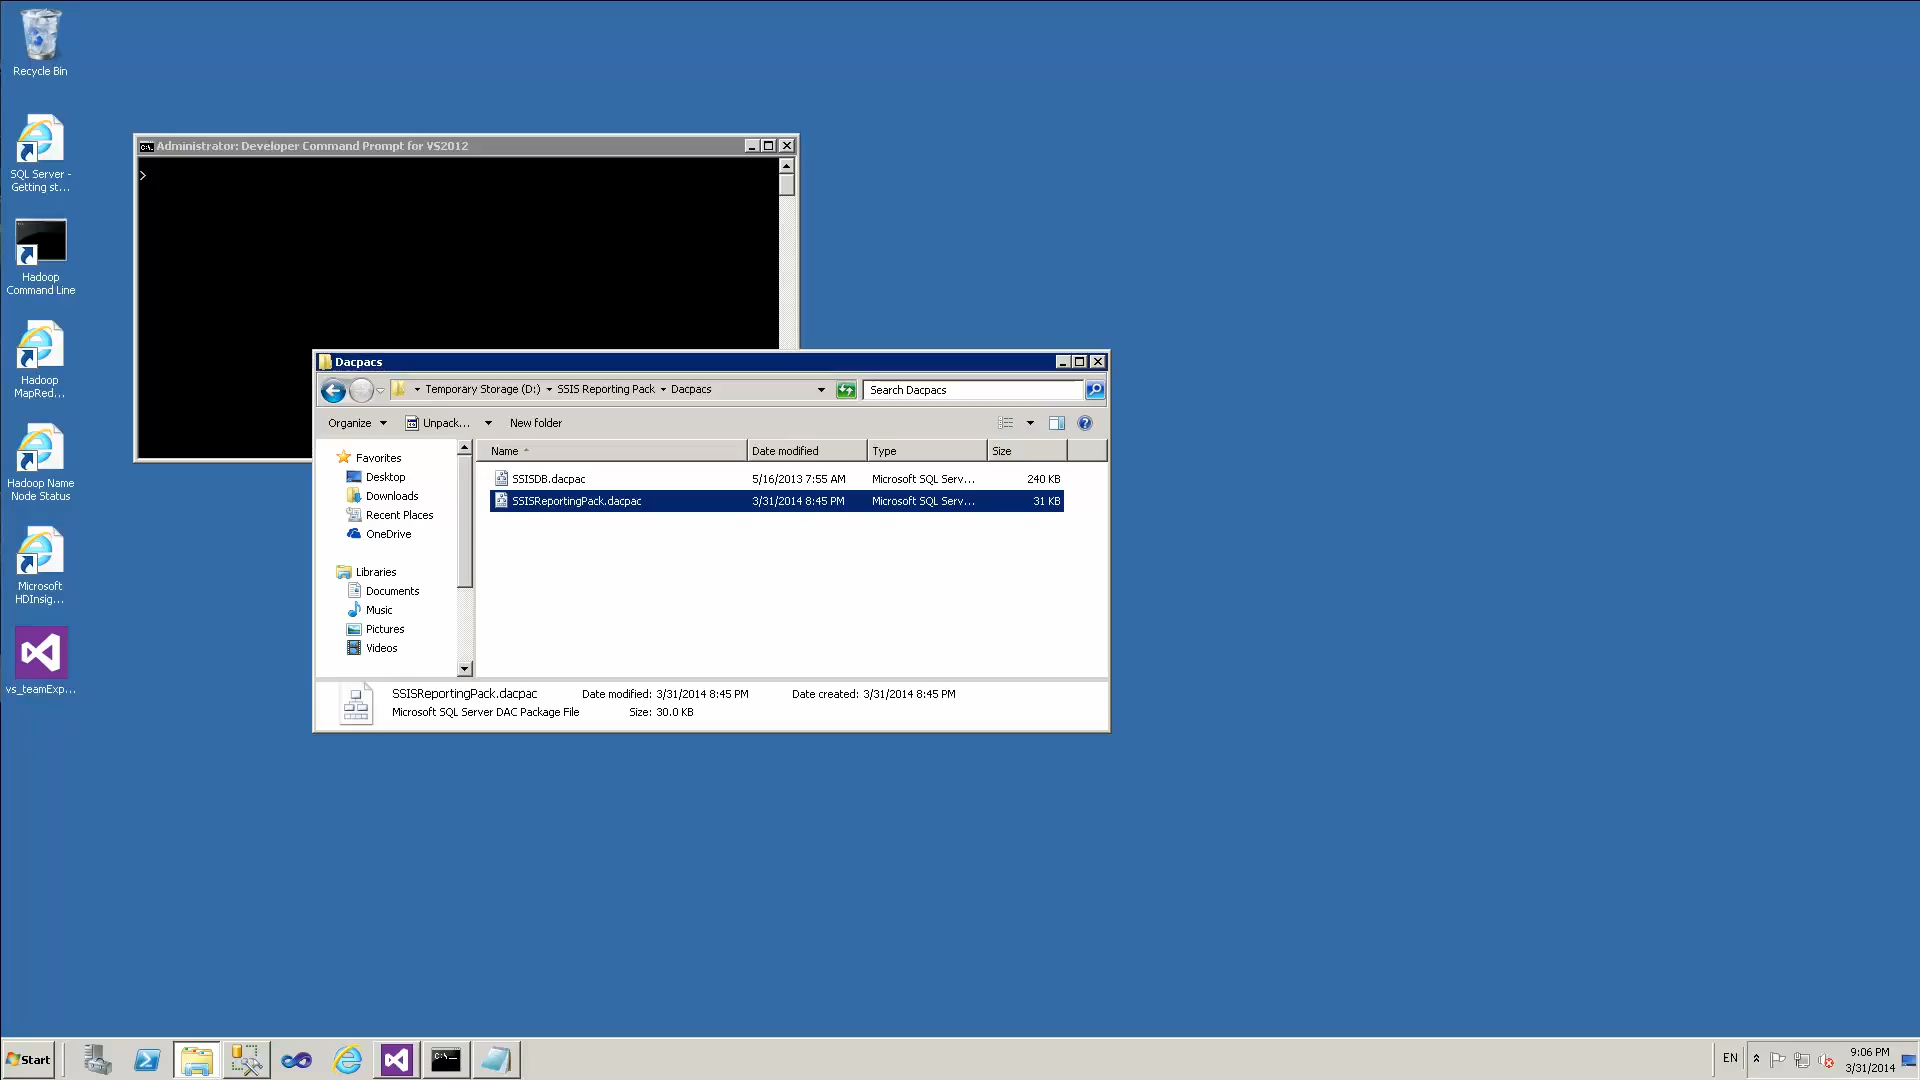 Recycle Bin
SQL Server -
Getting st...
Hadoop
Command Line
Hadoop
MapRed...
Hadoop Name
Node Status
Microsoft
HDInsig...
vs_teamExp...
Administrator: Developer Command Prompt for VS2012
>
Dacpacs
Temporary Storage (D:) SSIS Reporting Pack Dacpacs
Search Dacpacs
Organize Unpack... New folder
Favorites
Desktop
Downloads
Recent Places
OneDrive
Libraries
Documents
Music
Pictures
Videos
Name Date modified Type Size
SSISDB.dacpac 5/16/2013 7:55 AM Microsoft SQL Serv... 240 KB
SSISReportingPack.dacpac 3/31/2014 8:45 PM Microsoft SQL Serv... 31 KB
SSISReportingPack.dacpac Date modified: 3/31/2014 8:45 PM Date created: 3/31/2014 8:45 PM
Microsoft SQL Server DAC Package File Size: 30.0 KB
Start
EN
9:06 PM
3/31/2014